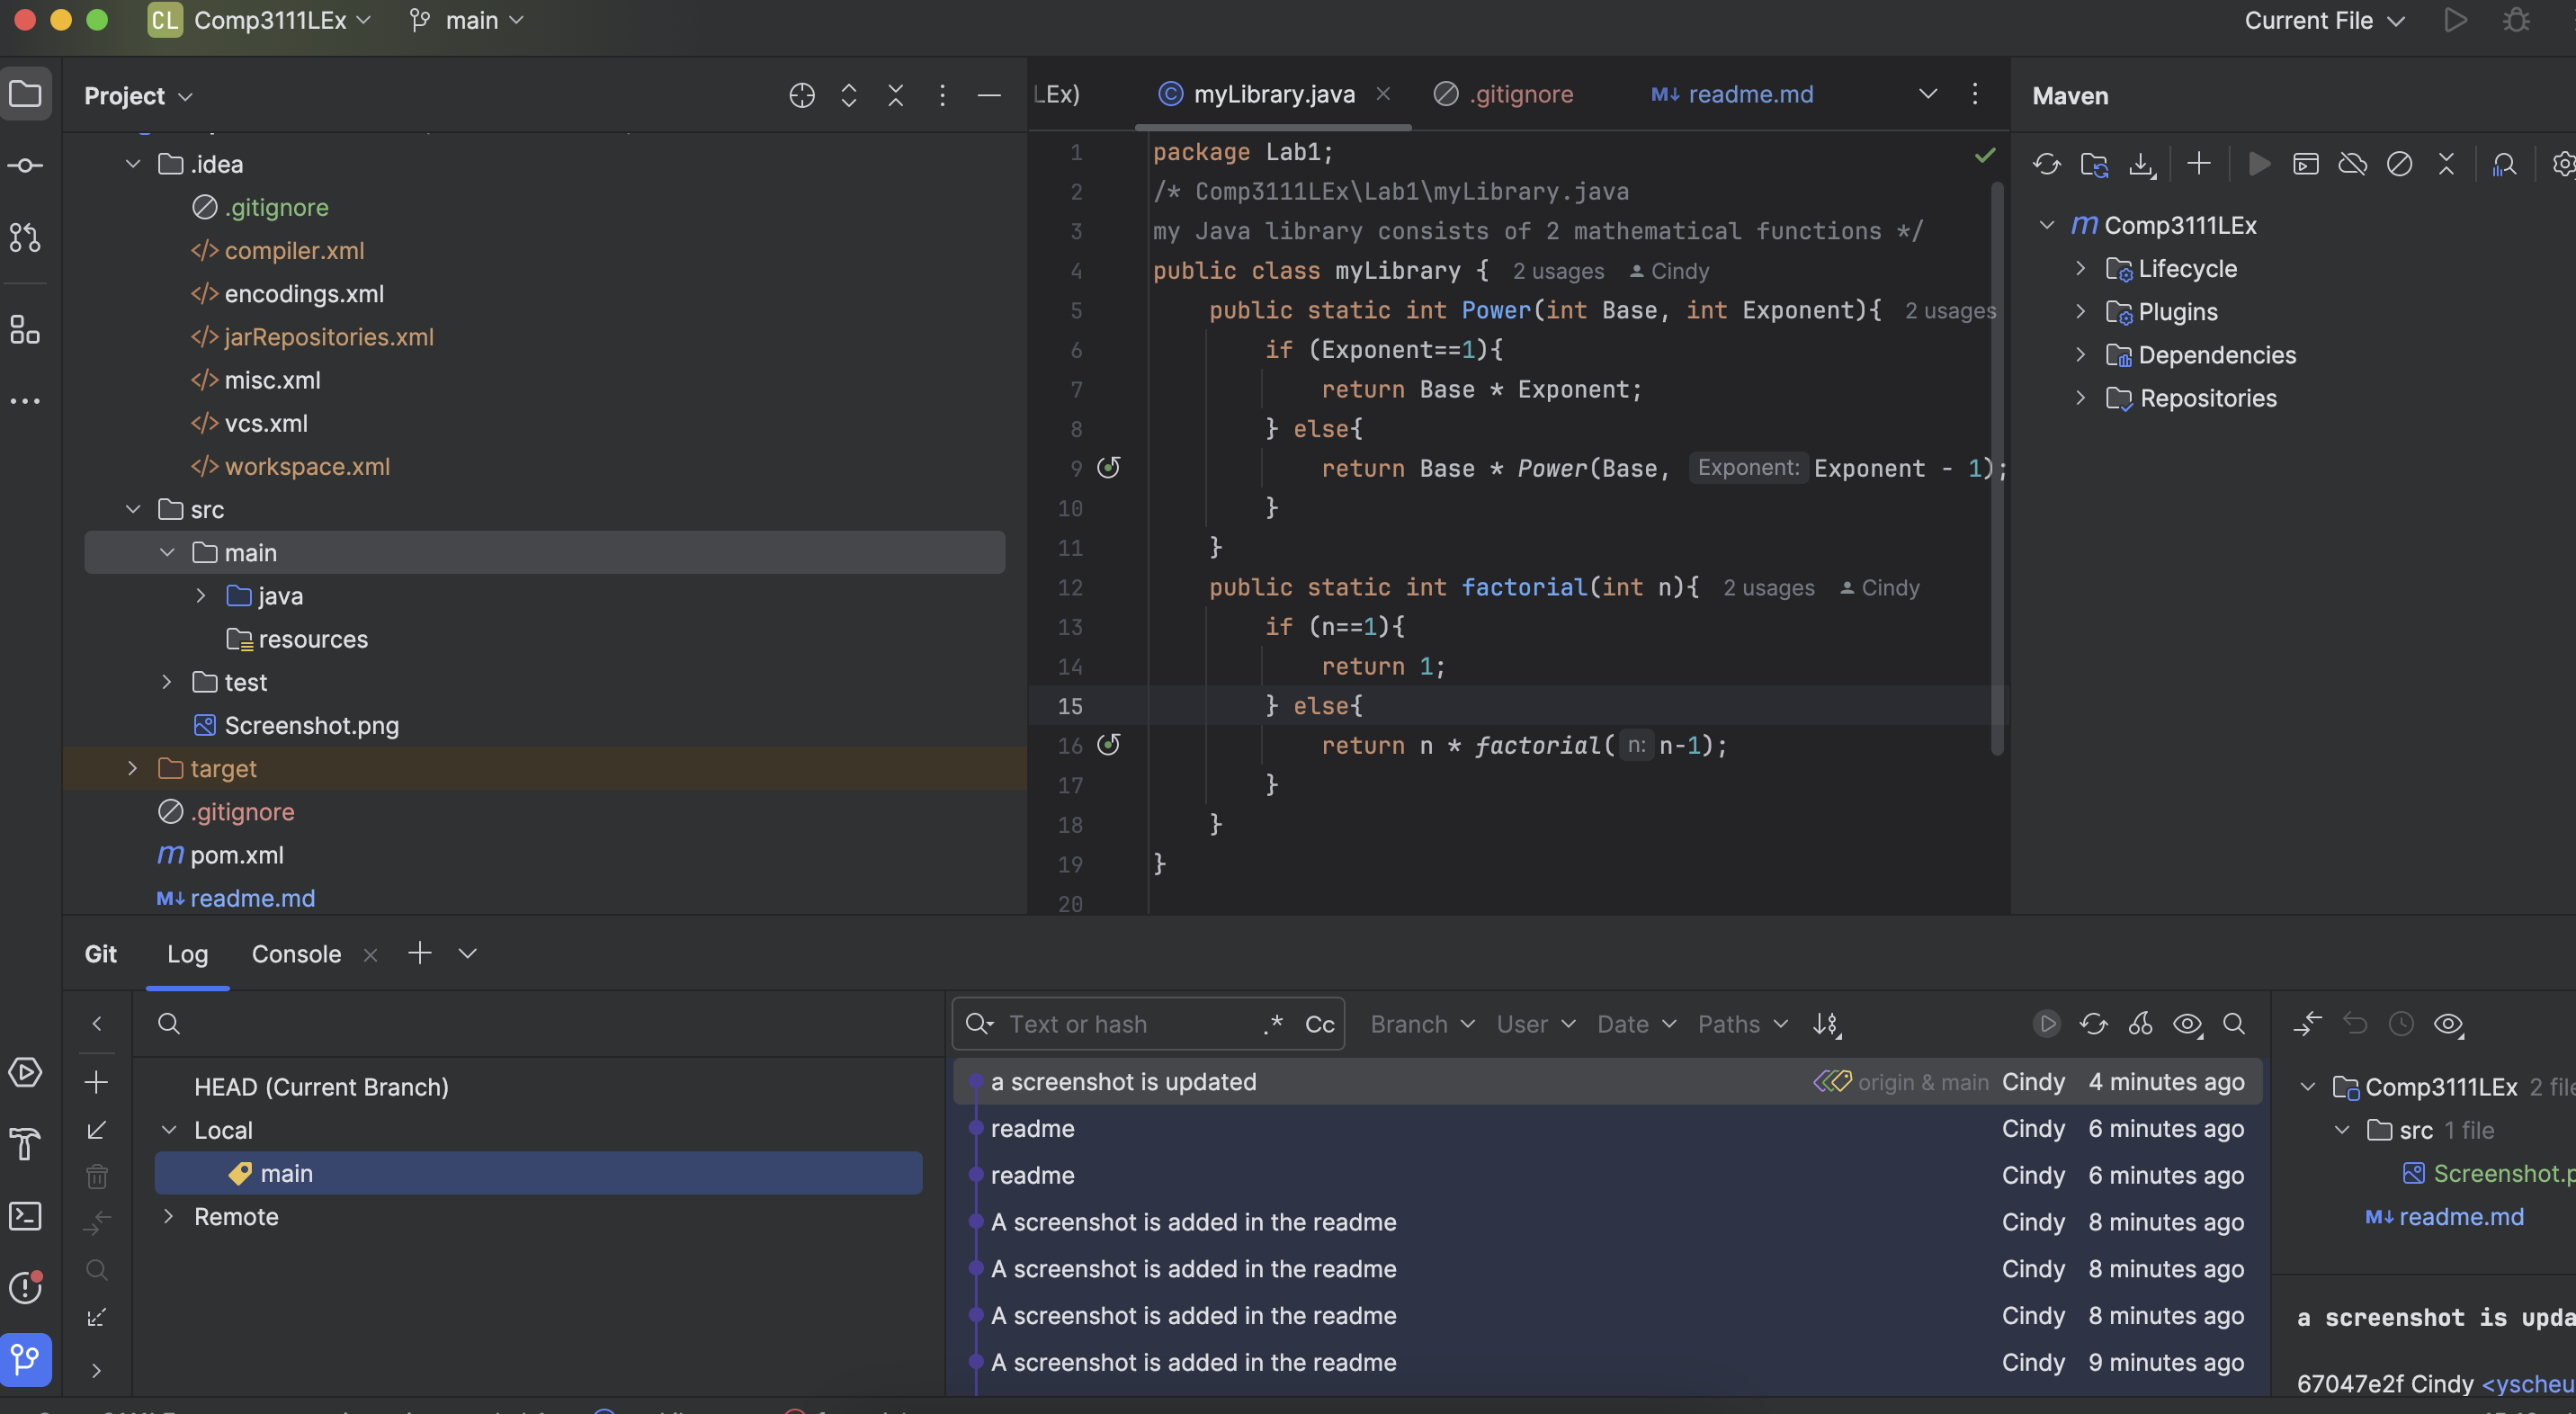 CL Comp3111LEx main Current File
Project
.idea
.gitignore
compiler.xml
encodings.xml
jarRepositories.xml
misc.xml
vcs.xml
workspace.xml
src
main
java
resources
test
Screenshot.png
target
.gitignore
m pom.xml
M↓ readme.md
LEx) myLibrary.java .gitignore M↓ readme.md
1 package Lab1;
2 /* Comp3111LEx\Lab1\myLibrary.java
3 my Java library consists of 2 mathematical functions */
4 public class myLibrary { 2 usages Cindy
5 public static int Power(int Base, int Exponent){ 2 usages
6 if (Exponent==1){
7 return Base * Exponent;
8 } else{
9 return Base * Power(Base, Exponent: Exponent - 1);
10 }
11 }
12 public static int factorial(int n){ 2 usages Cindy
13 if (n==1){
14 return 1;
15 } else{
16 return n * factorial( n: n-1);
17 }
18 }
19 }
20
Maven
m Comp3111LEx
Lifecycle
Plugins
Dependencies
Repositories
Git Log Console
HEAD (Current Branch)
Local
main
Remote
Text or hash .* Cc Branch User Date Paths
a screenshot is updated origin & main Cindy 4 minutes ago
readme Cindy 6 minutes ago
readme Cindy 6 minutes ago
A screenshot is added in the readme Cindy 8 minutes ago
A screenshot is added in the readme Cindy 8 minutes ago
A screenshot is added in the readme Cindy 8 minutes ago
A screenshot is added in the readme Cindy 9 minutes ago
Comp3111LEx 2 file
src 1 file
Screenshot.p
M↓ readme.md
a screenshot is upda
67047e2f Cindy <yscheu